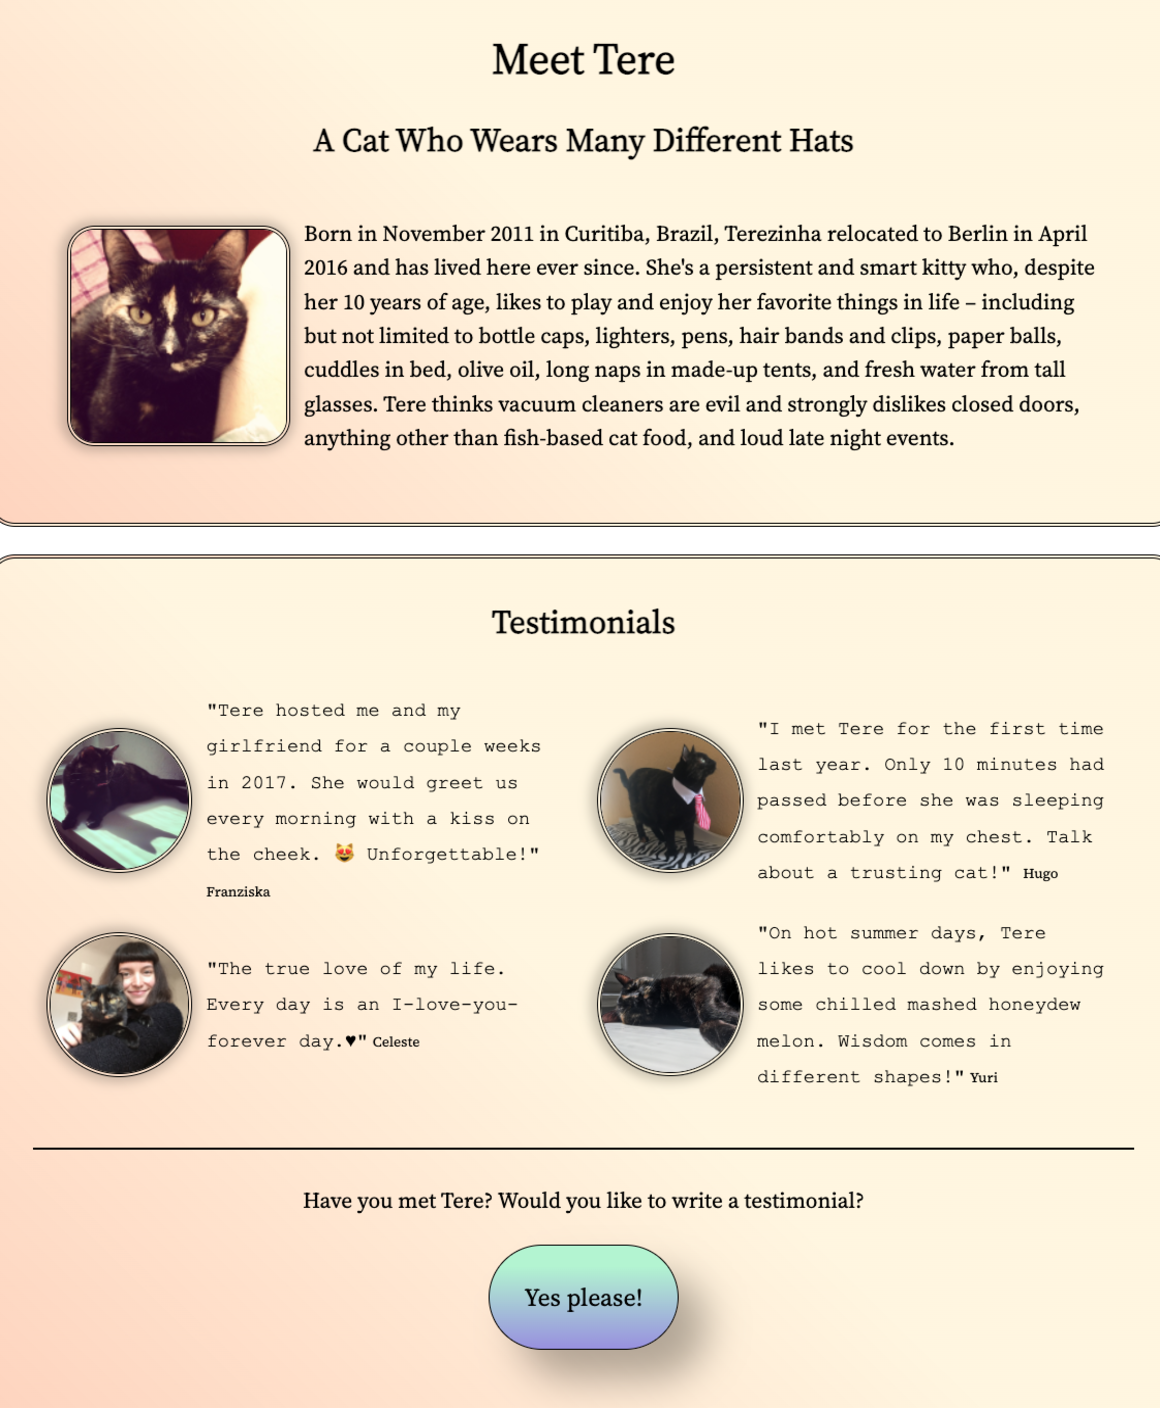 Meet Tere
A Cat Who Wears Many Different Hats
Born in November 2011 in Curitiba, Brazil, Terezinha relocated to Berlin in April
2016 and has lived here ever since. She's a persistent and smart kitty who, despite
her 10 years of age, likes to play and enjoy her favorite things in life – including
but not limited to bottle caps, lighters, pens, hair bands and clips, paper balls,
cuddles in bed, olive oil, long naps in made-up tents, and fresh water from tall
glasses. Tere thinks vacuum cleaners are evil and strongly dislikes closed doors,
anything other than fish-based cat food, and loud late night events.
Testimonials
"Tere hosted me and my
girlfriend for a couple weeks
in 2017. She would greet us
every morning with a kiss on
the cheek. 😻 Unforgettable!"
Franziska
"I met Tere for the first time
last year. Only 10 minutes had
passed before she was sleeping
comfortably on my chest. Talk
about a trusting cat!" Hugo
"The true love of my life.
Every day is an I-love-you-
forever day.♥" Celeste
"On hot summer days, Tere
likes to cool down by enjoying
some chilled mashed honeydew
melon. Wisdom comes in
different shapes!" Yuri
Have you met Tere? Would you like to write a testimonial?
Yes please!